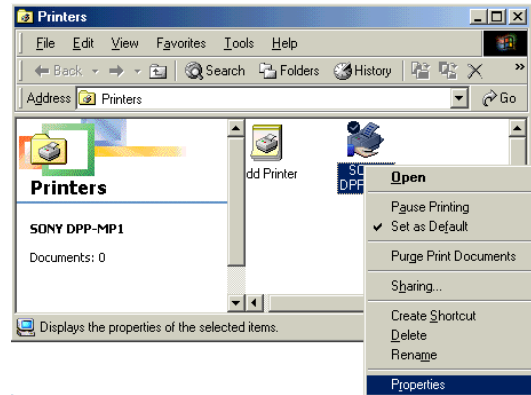 Printers
File Edit View Favorites Tools Help
Back Search Folders History »
Address Printers Go
Printers
SONY DPP-MP1
Documents: 0
dd Printer
SO
DPP
Open
Pause Printing
Set as Default
Purge Print Documents
Sharing...
Create Shortcut
Delete
Rename
Properties
Displays the properties of the selected items.